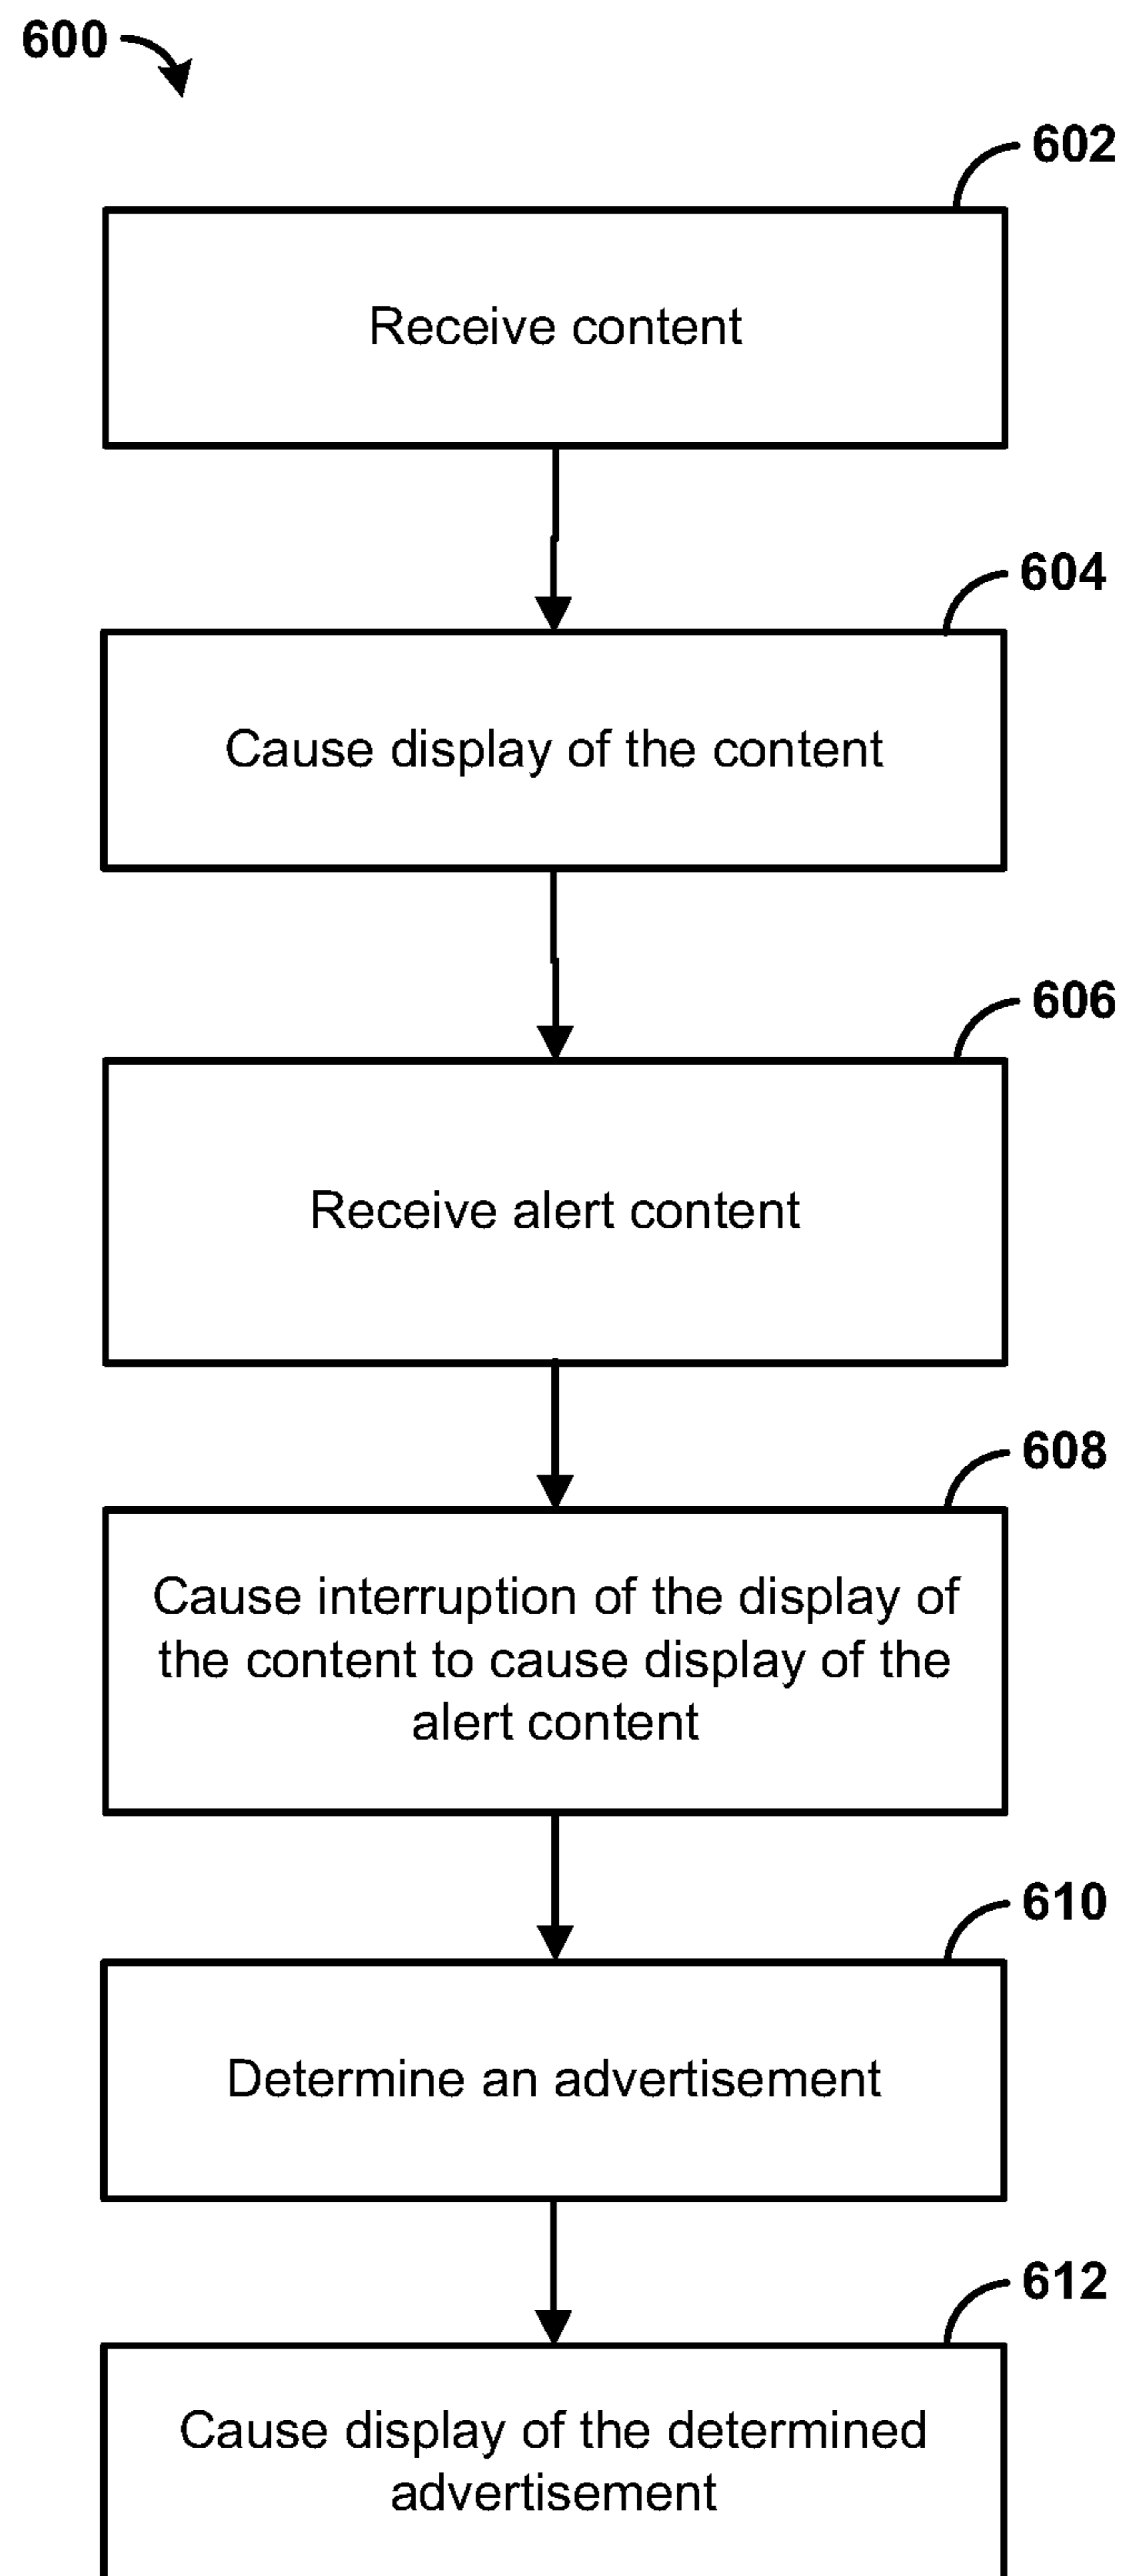 600
602
Receive content
604
Cause display of the content
606
Receive alert content
608
Cause interruption of the display of
the content to cause display of the
alert content
610
Determine an advertisement
612
Cause display of the determined
advertisement